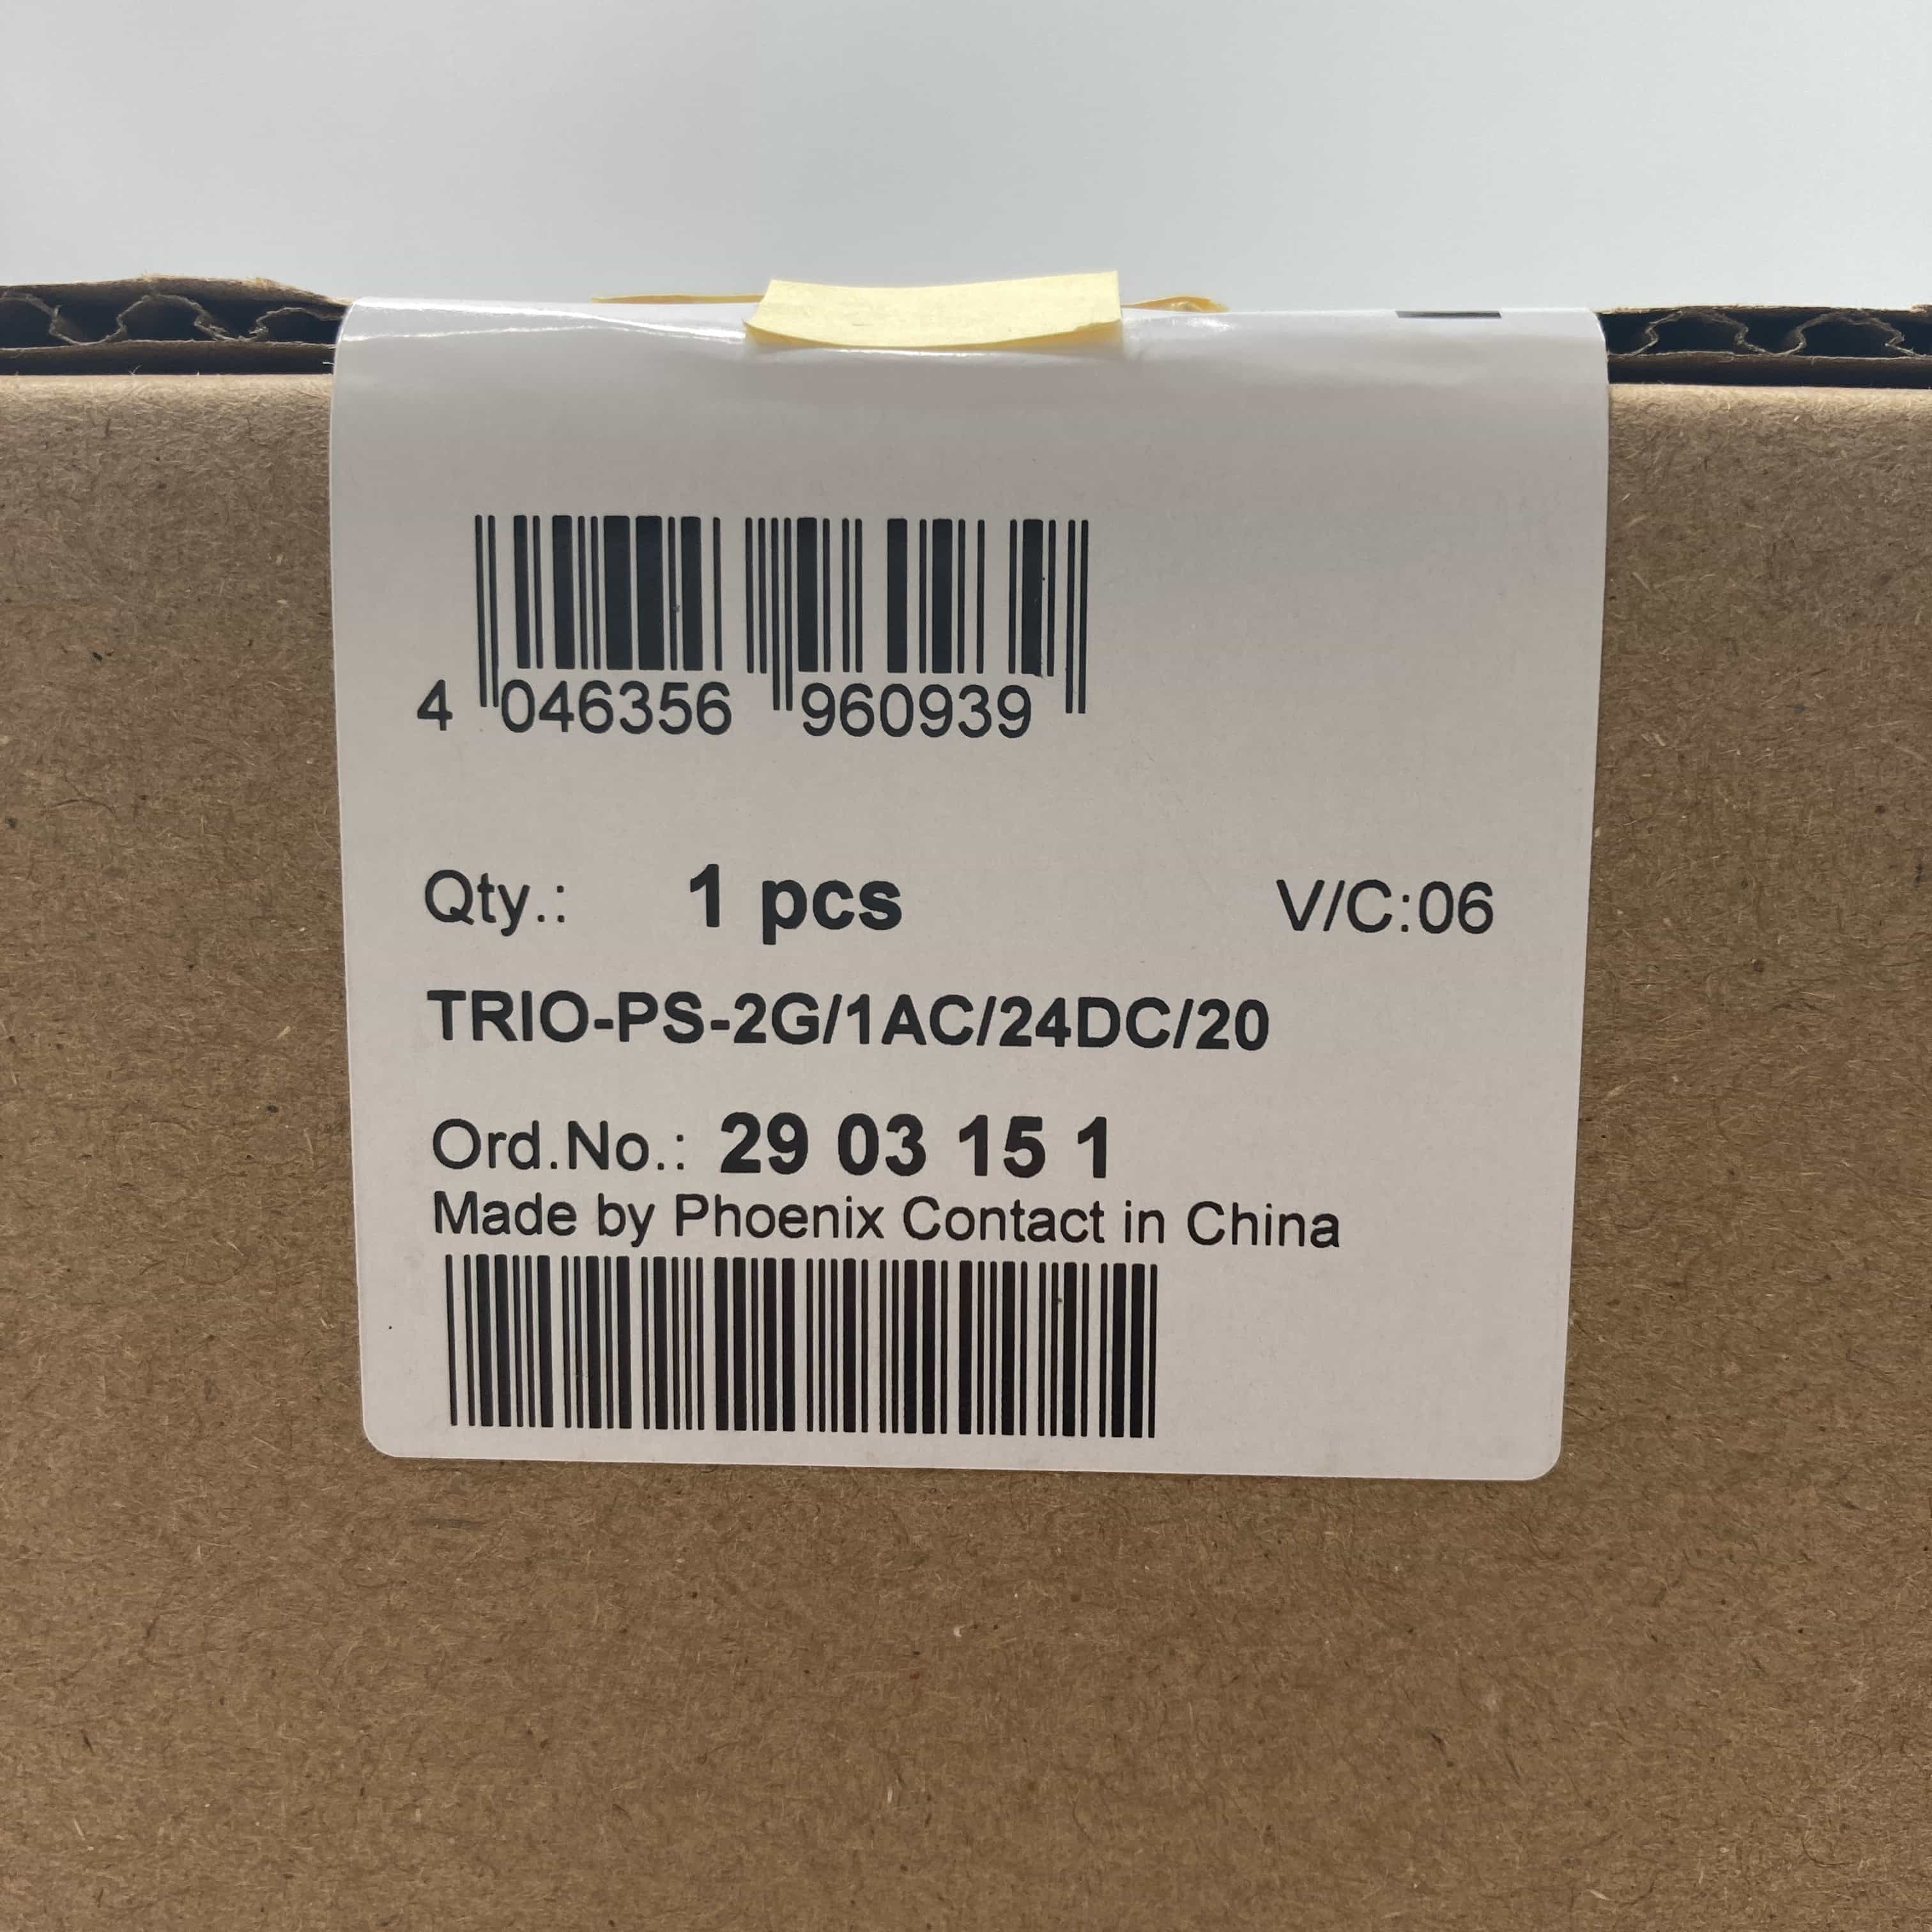 4 046356 960939
Qty.: 1 pcs V/C:06
TRIO-PS-2G/1AC/24DC/20
Ord.No.: 29 03 15 1
Made by Phoenix Contact in China